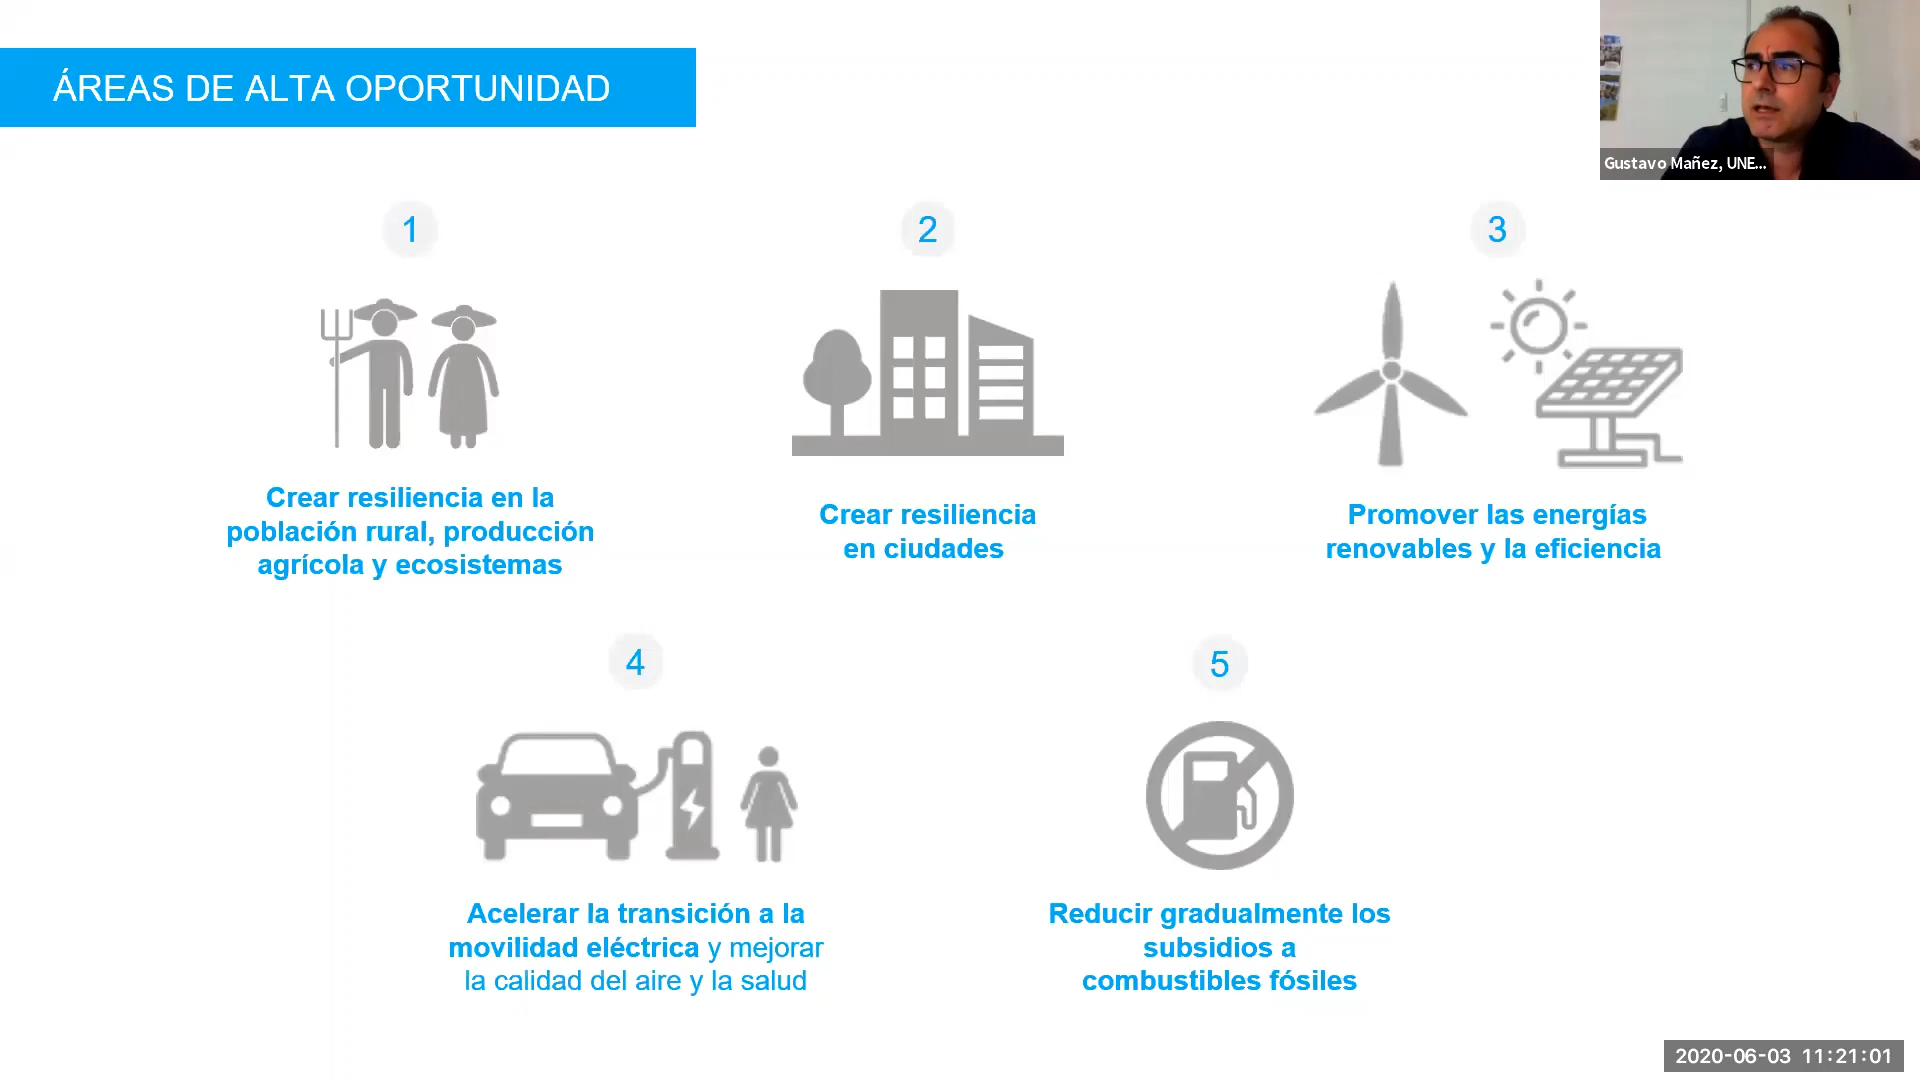 ÁREAS DE ALTA OPORTUNIDAD
Gustavo Mañez, UNE...
1
2
3
Crear resiliencia en la
población rural, producción
agrícola y ecosistemas
Crear resiliencia
en ciudades
Promover las energías
renovables y la eficiencia
4
5
Acelerar la transición a la
movilidad eléctrica y mejorar
la calidad del aire y la salud
Reducir gradualmente los
subsidios a
combustibles fósiles
2020-06-03 11:21:01